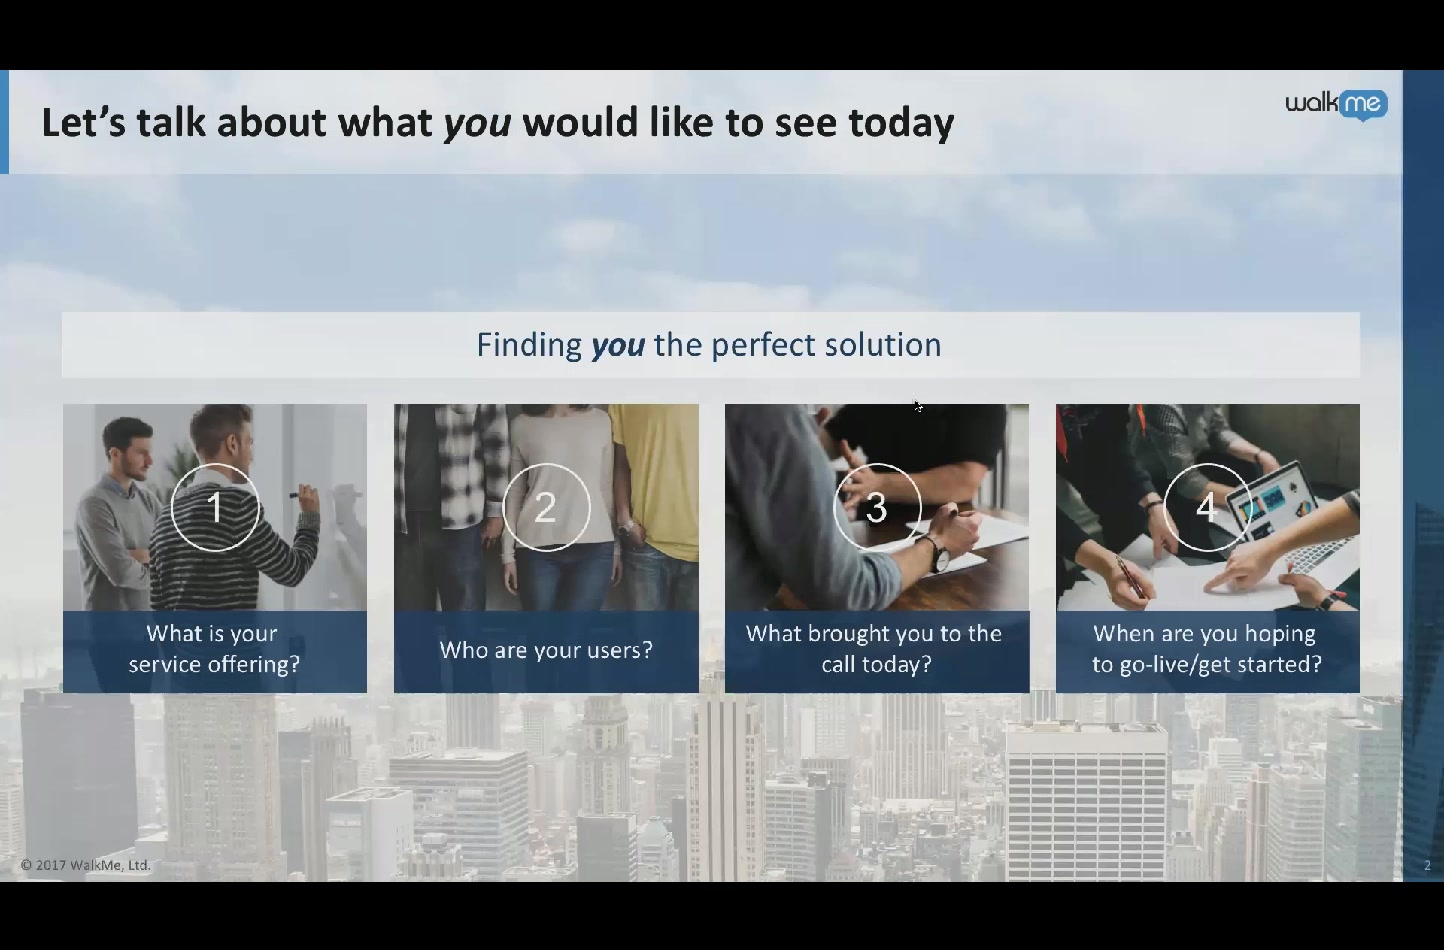 Let's talk about what you would like to see today
walkme
Finding you the perfect solution
1
2
3
4
What is your
service offering?
Who are your users?
What brought you to the
call today?
When are you hoping
to go-live/get started?
© 2017 WalkMe, Ltd.
2